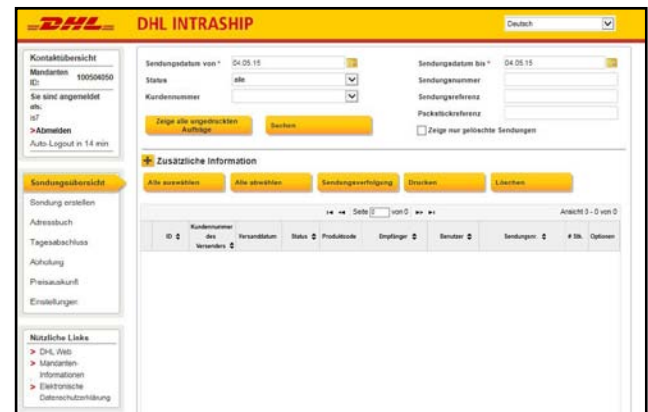 DHL
DHL INTRASHIP
Deutsch
Kontaktübersicht
Mandanten ID: 100504050
Sie sind angemeldet als:
is7
>Abmelden
Auto-Logout in 14 min
Sendungsübersicht
Sendung erstellen
Adressbuch
Tagesabschluss
Abholung
Preisauskunft
Einstellungen
Nützliche Links
> DHL Web
> Mandanten-
Informationen
> Elektronische
Datenschutzerklärung
Sendungsdatum von * 04.05.15
Sendungsdatum bis * 04.05.15
Status alle
Sendungsnummer
Kundennummer
Sendungsreferenz
Packstückreferenz
Zeige alle ungedruckten
Aufträge
Suchen
Zeige nur gelöschte Sendungen
Zusätzliche Information
Alle auswählen Alle abwählen Sendungsverfolgung Drucken Löschen
Seite 0 von 0
Ansicht 0 - 0 von 0
ID Kundennummer des Versenders Versanddatum Status Produktcode Empfänger Benutzer Sendungsnr. # Stk. Optionen